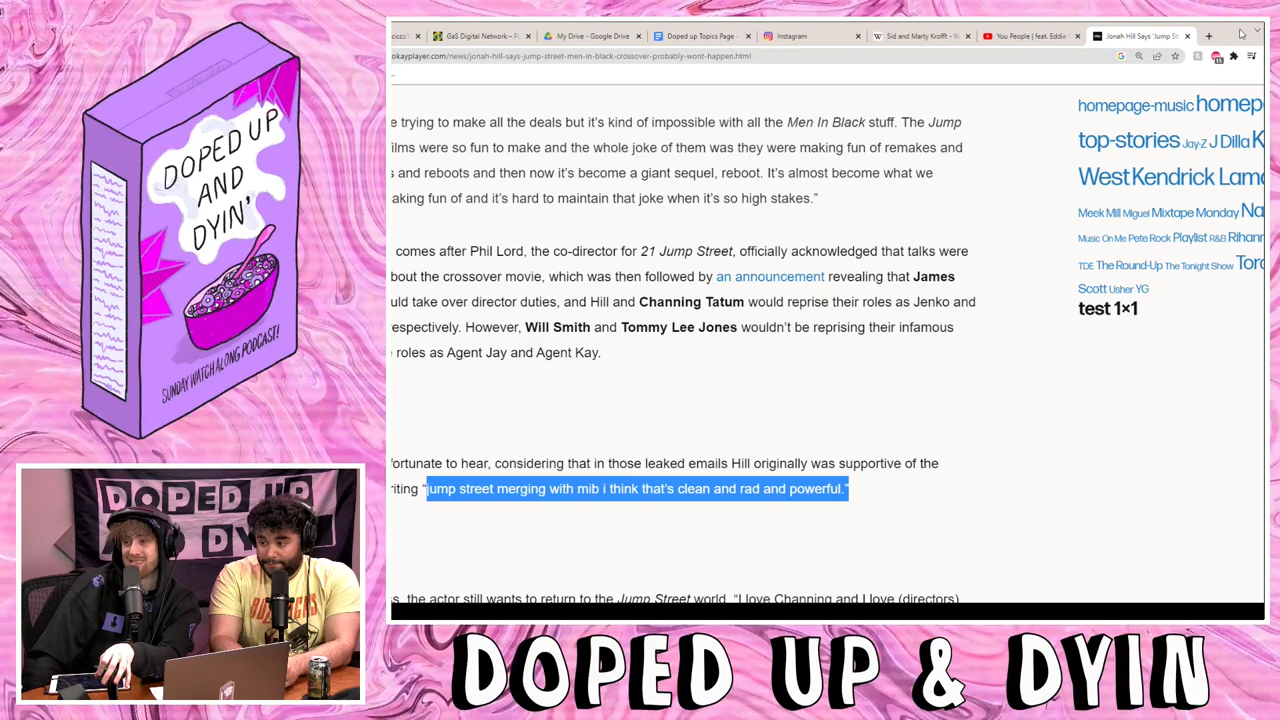 DOPED UP
AND
DYIN'
SUNDAY WATCH ALONG PODCAST!
GaS Digital Network – P
My Drive - Google Drive
Doped up Topics Page -
Instagram
Sid and Marty Krofft - W
You People | feat. Eddie
Jonah Hill Says 'Jump St
okayplayer.com/news/jonah-hill-says-jump-street-men-in-black-crossover-probably-wont-happen.html
e trying to make all the deals but it's kind of impossible with all the Men In Black stuff. The Jump
ilms were so fun to make and the whole joke of them was they were making fun of remakes and
s and reboots and then now it's become a giant sequel, reboot. It's almost become what we
aking fun of and it's hard to maintain that joke when it's so high stakes."
comes after Phil Lord, the co-director for 21 Jump Street, officially acknowledged that talks were
bout the crossover movie, which was then followed by an announcement revealing that James
uld take over director duties, and Hill and Channing Tatum would reprise their roles as Jenko and
respectively. However, Will Smith and Tommy Lee Jones wouldn't be reprising their infamous
roles as Agent Jay and Agent Kay.
fortunate to hear, considering that in those leaked emails Hill originally was supportive of the
riting "jump street merging with mib i think that's clean and rad and powerful."
s, the actor still wants to return to the Jump Street world. "I love Channing and I love (directors)
homepage-music homep
top-stories Jay-Z J Dilla K
West Kendrick Lama
Meek Mill Miguel Mixtape Monday Na
Music On Me Pete Rock Playlist R&B Rihann
TDE The Round-Up The Tonight Show Toro
Scott Usher YG
test 1×1
DOPED UP
DOPED UP & DYIN